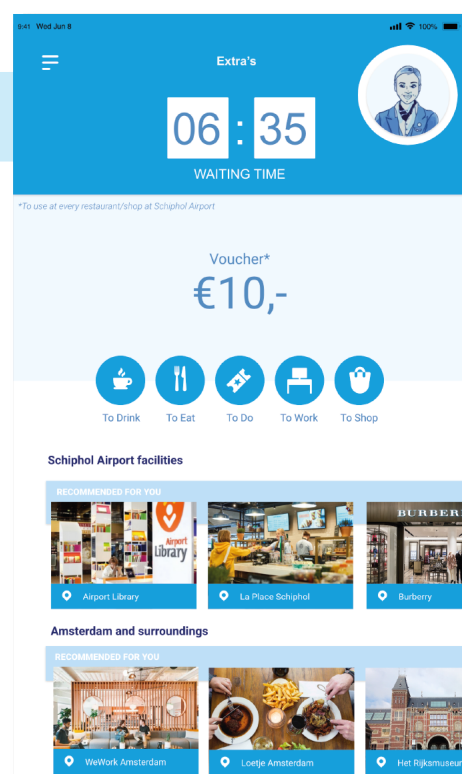 9:41 Wed Jun 8
100%
Extra's
06 : 35
WAITING TIME
*To use at every restaurant/shop at Schiphol Airport
Voucher*
€10,-
To Drink
To Eat
To Do
To Work
To Shop
Schiphol Airport facilities
RECOMMENDED FOR YOU
Airport
Library
BURBER
Airport Library
La Place Schiphol
Burberry
Amsterdam and surroundings
RECOMMENDED FOR YOU
WeWork Amsterdam
Loetje Amsterdam
Het Rijksmuseum